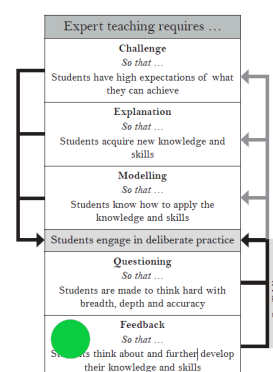 Expert teaching requires …
Challenge
So that …
Students have high expectations of what
they can achieve
Explanation
So that …
Students acquire new knowledge and
skills
Modelling
So that …
Students know how to apply the
knowledge and skills
Students engage in deliberate practice
Questioning
So that …
Students are made to think hard with
breadth, depth and accuracy
Feedback
So that …
think about and further develop
their knowledge and skills